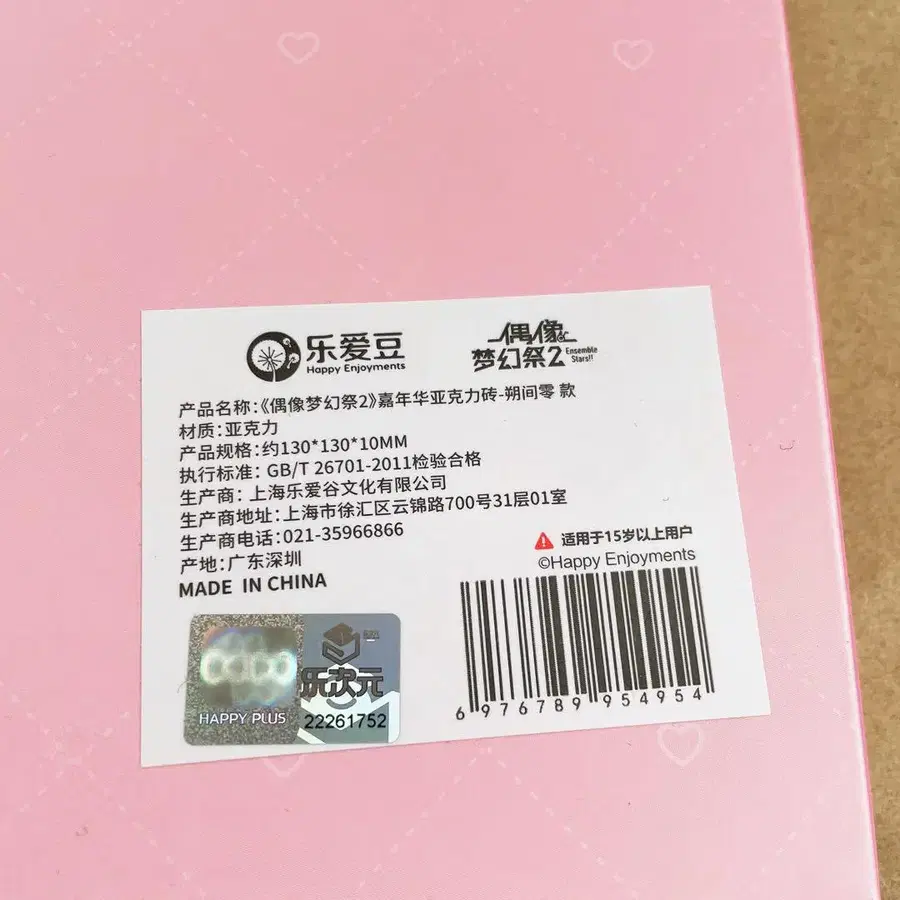 乐爱豆
Happy Enjoyments
偶像
梦幻祭2
Ensemble
Stars!!
产品名称:《偶像梦幻祭2》嘉年华亚克力砖-朔间零 款
材质:亚克力
产品规格:约130*130*10MM
执行标准: GB/T 26701-2011检验合格
生产商: 上海乐爱谷文化有限公司
生产商地址:上海市徐汇区云锦路700号31层01室
生产商电话:021-35966866
产地:广东深圳
MADE IN CHINA
适用于15岁以上用户
©Happy Enjoyments
6 976789 954954
乐次元
HAPPY PLUS
22261752